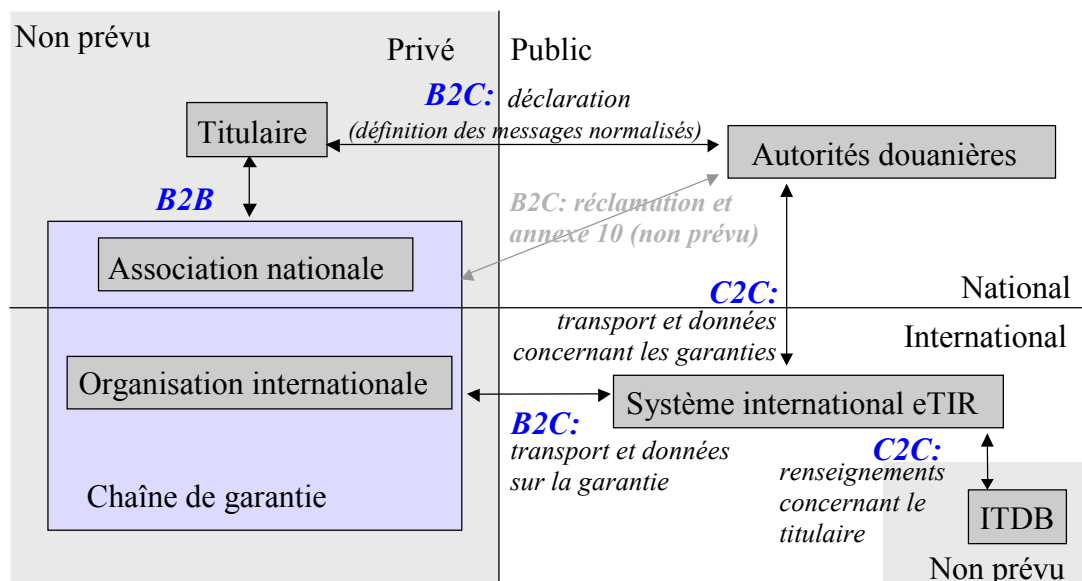 Non prévu
Privé
Public
B2C: déclaration
(définition des messages normalisés)
Titulaire
Autorités douanières
B2B
B2C: réclamation et
annexe 10 (non prévu)
Association nationale
C2C:
National
transport et données
concernant les garanties
International
Organisation internationale
Système international eTIR
B2C:
transport et données
sur la garantie
C2C:
renseignements
concernant le
titulaire
Chaîne de garantie
ITDB
Non prévu